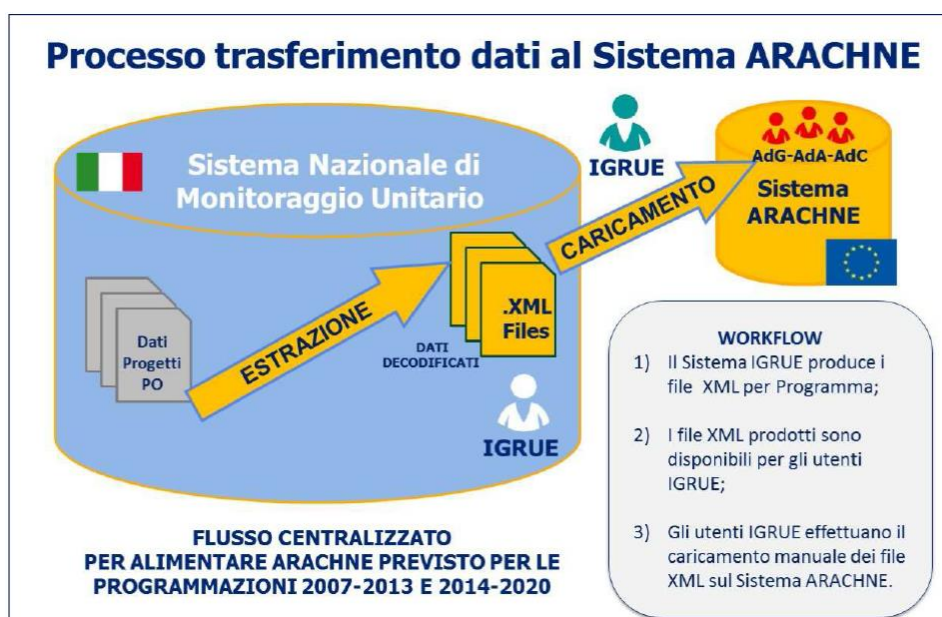 Processo trasferimento dati al Sistema ARACHNE
Sistema Nazionale di
Monitoraggio Unitario
IGRUE
AdG-AdA-AdC
Sistema
ARACHNE
CARICAMENTO
ESTRAZIONE
Dati
Progetti
PO
.XML
Files
DATI
DECODIFICATI
IGRUE
FLUSSO CENTRALIZZATO
PER ALIMENTARE ARACHNE PREVISTO PER LE
PROGRAMMAZIONI 2007-2013 E 2014-2020
WORKFLOW
1) Il Sistema IGRUE produce i
file XML per Programma;
2) I file XML prodotti sono
disponibili per gli utenti
IGRUE;
3) Gli utenti IGRUE effettuano il
caricamento manuale dei file
XML sul Sistema ARACHNE.